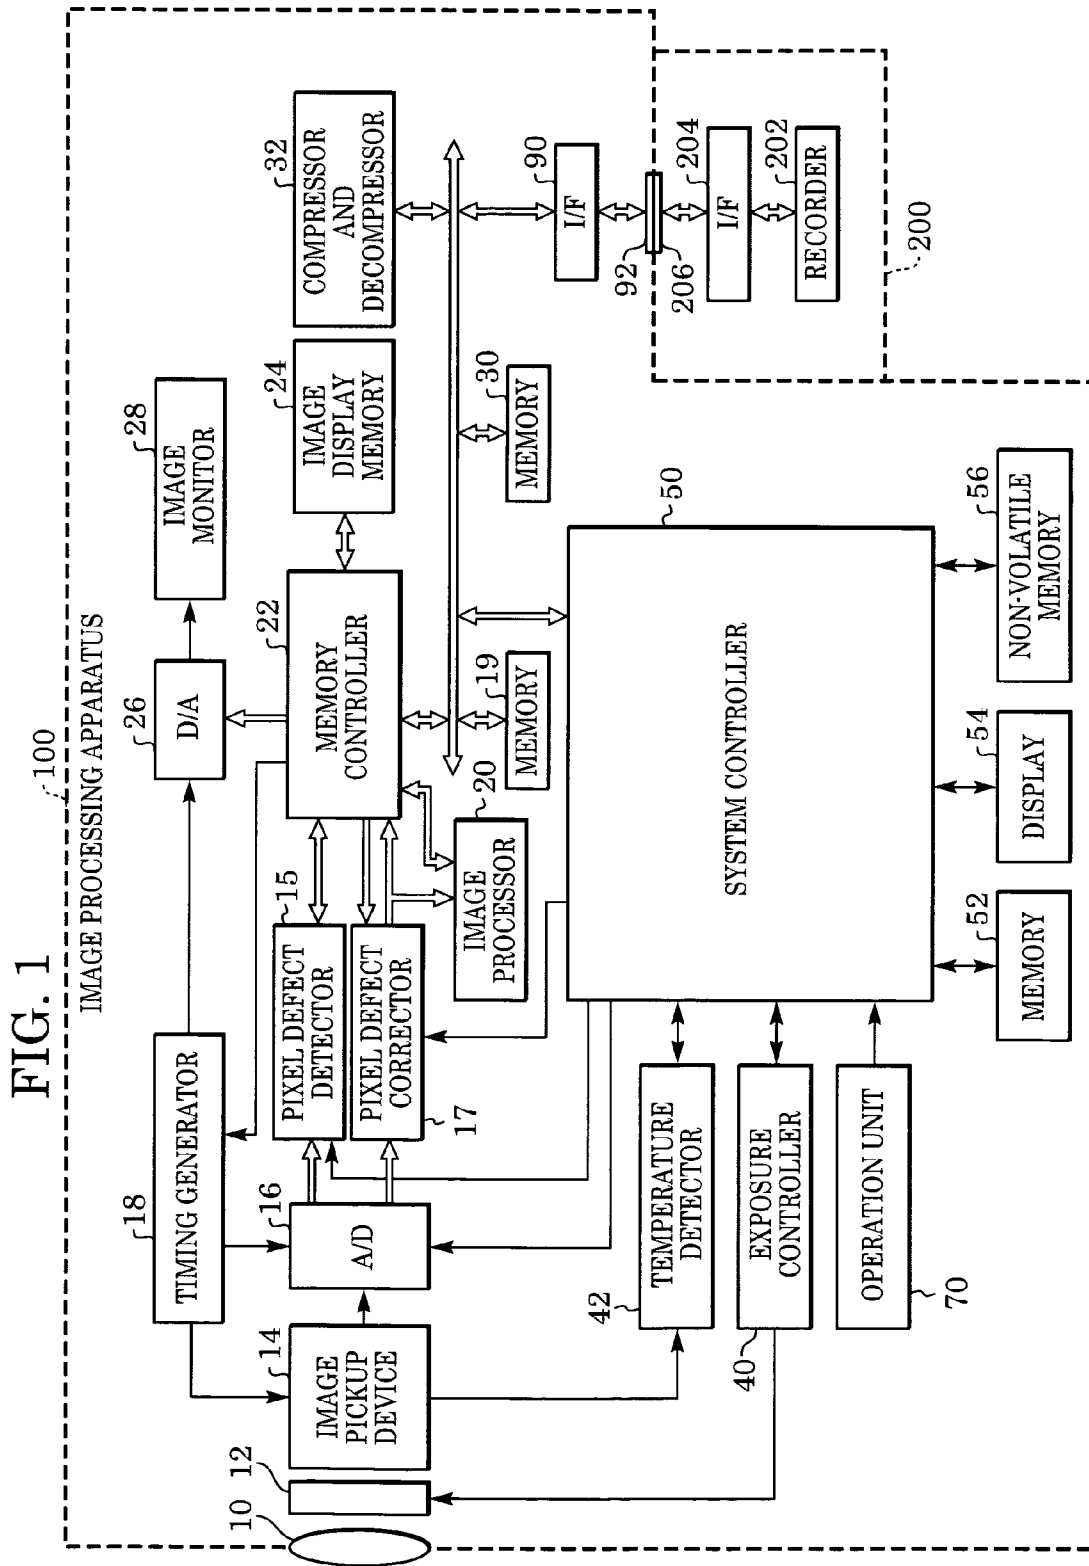 FIG. 1
100
IMAGE PROCESSING APPARATUS
18
TIMING GENERATOR
26
D/A
28
IMAGE
MONITOR
10
12
14
IMAGE
PICKUP
DEVICE
16
A/D
15
PIXEL DEFECT
DETECTOR
PIXEL DEFECT
CORRECTOR
17
22
MEMORY
CONTROLLER
24
IMAGE
DISPLAY
MEMORY
32
COMPRESSOR
AND
DECOMPRESSOR
20
IMAGE
PROCESSOR
19
MEMORY
30
MEMORY
90
I/F
92
206
204
I/F
202
RECORDER
200
50
SYSTEM CONTROLLER
42
TEMPERATURE
DETECTOR
40
EXPOSURE
CONTROLLER
OPERATION UNIT
70
52
MEMORY
54
DISPLAY
56
NON-VOLATILE
MEMORY